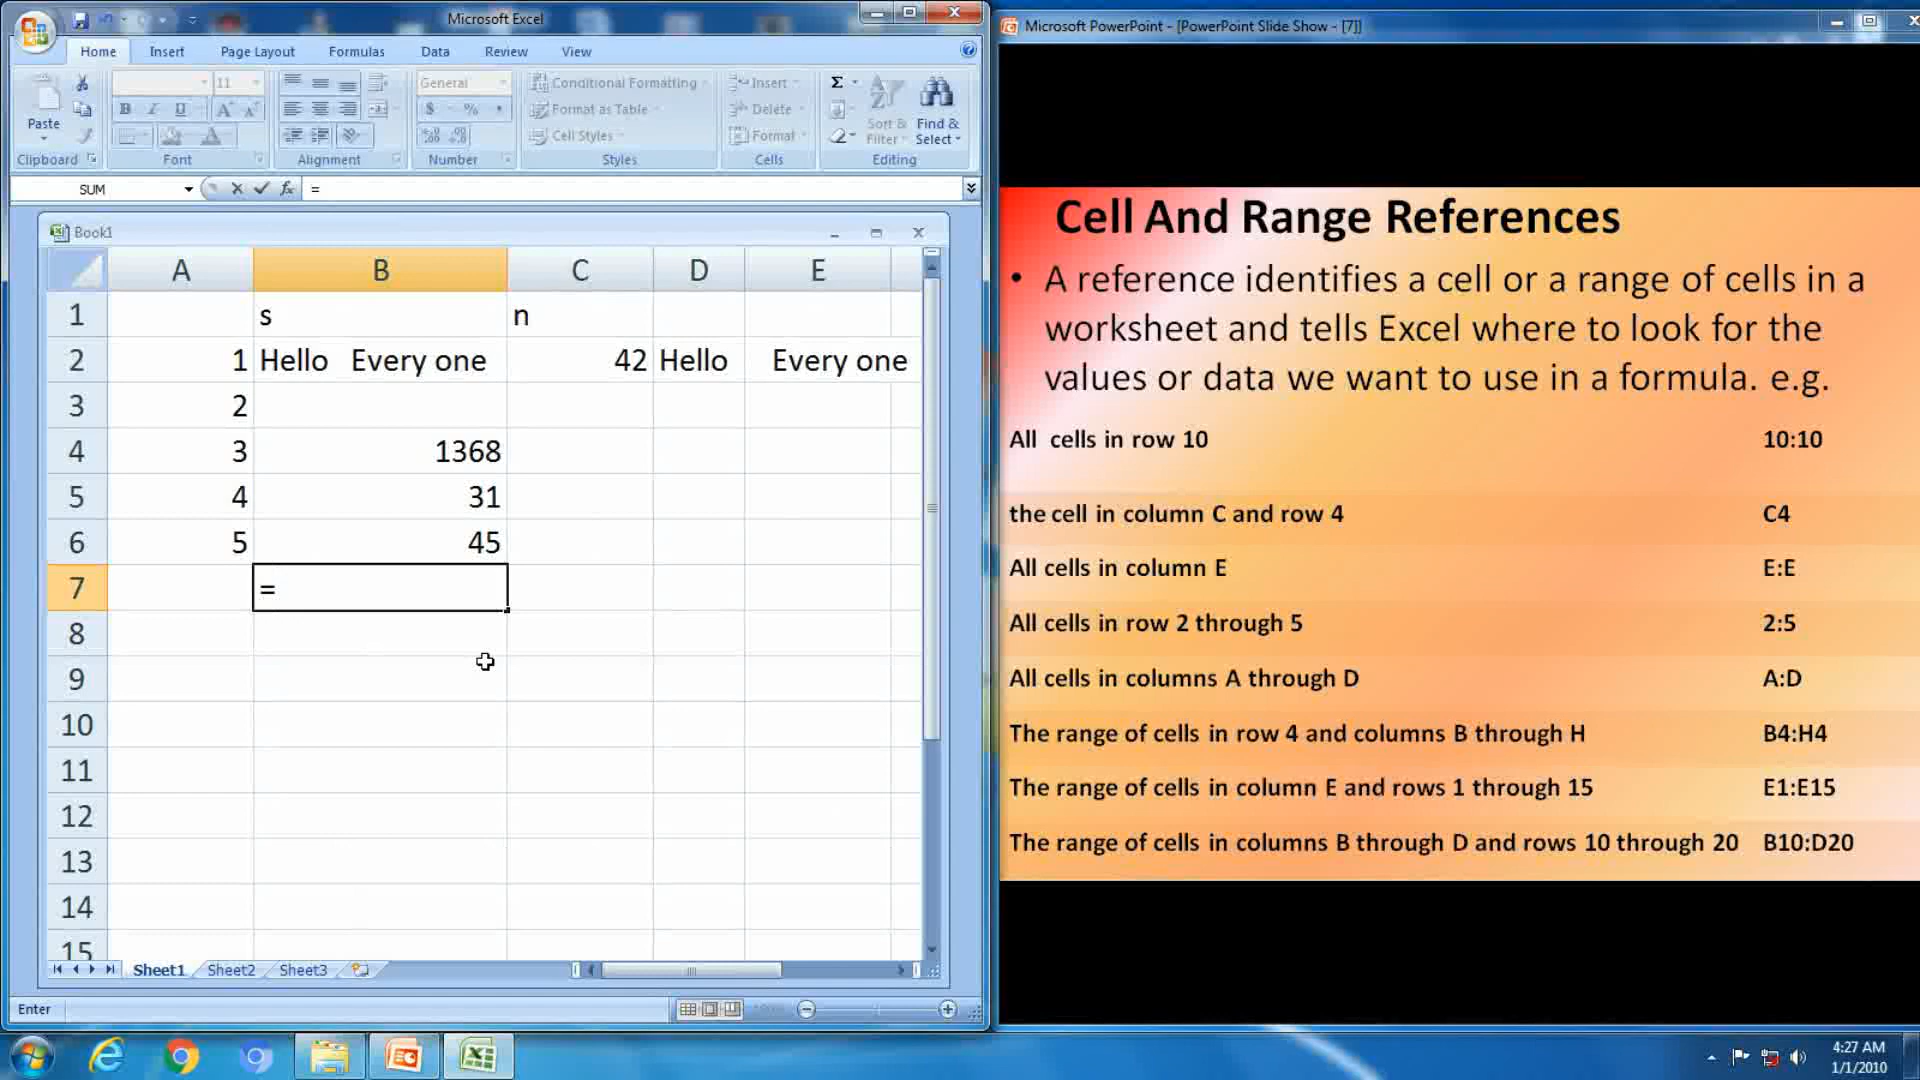 Microsoft Excel
Home Insert Page Layout Formulas Data Review View
Paste
11
General
Conditional Formatting
Format as Table
Cell Styles
Insert
Delete
Format
Sort & Filter
Find & Select
Clipboard Font Alignment Number Styles Cells Editing
SUM =
Book1
A B C D E
1 s n
2 1 Hello Every one 42 Hello Every one
3 2
4 3 1368
5 4 31
6 5 45
7 =
8
9
10
11
12
13
14
15
Sheet1 Sheet2 Sheet3
Enter
Microsoft PowerPoint - [PowerPoint Slide Show - [7]]
Cell And Range References
• A reference identifies a cell or a range of cells in a
worksheet and tells Excel where to look for the
values or data we want to use in a formula. e.g.
All cells in row 10 10:10
the cell in column C and row 4 C4
All cells in column E E:E
All cells in row 2 through 5 2:5
All cells in columns A through D A:D
The range of cells in row 4 and columns B through H B4:H4
The range of cells in column E and rows 1 through 15 E1:E15
The range of cells in columns B through D and rows 10 through 20 B10:D20
4:27 AM
1/1/2010